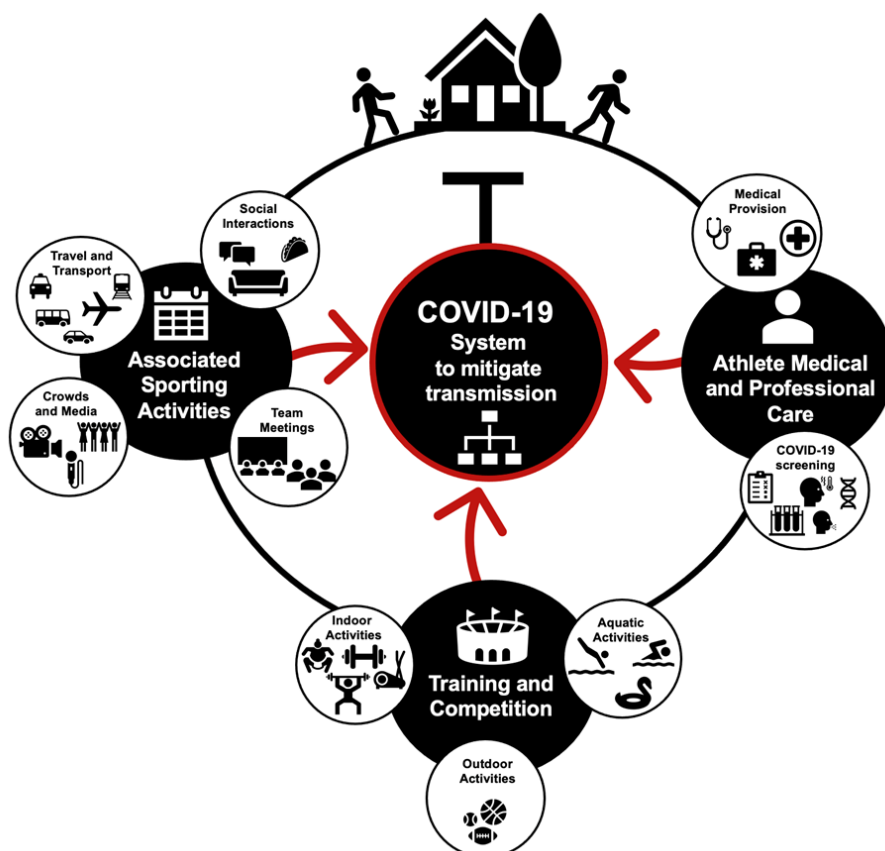 Social
Interactions
Travel and
Transport
Associated
Sporting
Activities
Crowds and Media
Team
Meetings
COVID-19
System
to mitigate
transmission
Medical
Provision
Athlete Medical
and Professional
Care
COVID-19
screening
Indoor
Activities
Aquatic
Activities
Training and
Competition
Outdoor
Activities